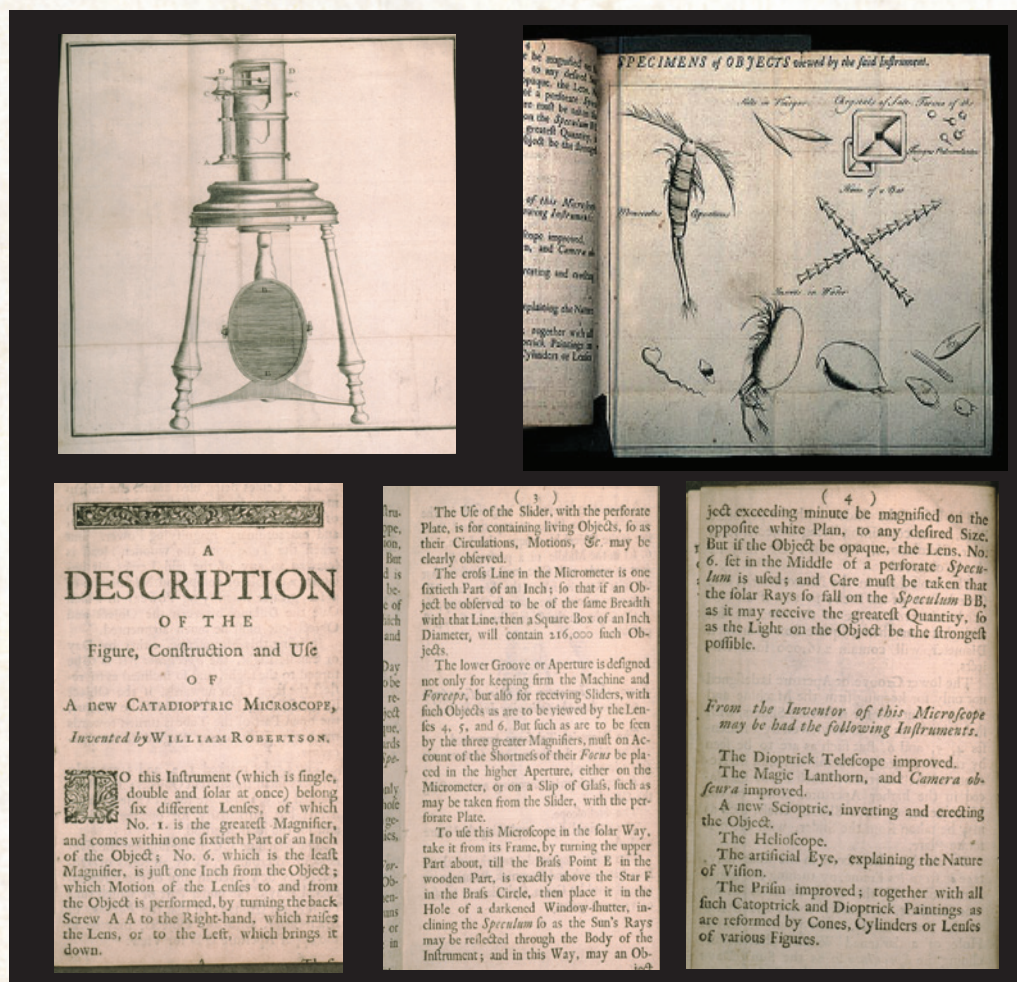 SPECIMENS of OBJECTS viewed by the ſaid Inſtrument.
Chryſtals of Salt
Monoculus Aquaticus
Inſects in Water
A
DESCRIPTION
OF THE
Figure, Conſtruction and Uſe
OF
A new CATADIOPTRIC MICROSCOPE,
Invented by WILLIAM ROBERTSON.
TO this Inſtrument (which is ſingle,
double and ſolar at once) belong
ſix different Lenſes, of which
No. 1. is the greateſt Magnifier,
and comes within one ſixtieth Part of an Inch
of the Object; No. 6. which is the leaſt
Magnifier, is juſt one Inch from the Object;
which Motion of the Lenſes to and from
the Object is performed, by turning the back
Screw A A to the Right-hand, which raiſes
the Lens, or to the Left, which brings it
down.
( 3 )
The Uſe of the Slider, with the perforate
Plate, is for containing living Objects, ſo as
their Circulations, Motions, &c. may be
clearly obſerved.
The croſs Line in the Micrometer is one
ſixtieth Part of an Inch; ſo that if an Ob-
ject be obſerved to be of the ſame Breadth
with that Line, then a Square Box of an Inch
Diameter, will contain 216,000 ſuch Ob-
jects.
The lower Groove or Aperture is deſigned
not only for keeping firm the Machine and
Forceps, but alſo for receiving Sliders, with
ſuch Objects as are to be viewed by the Len-
ſes 4, 5, and 6. But ſuch as are to be ſeen
by the three greater Magnifiers, muſt on Ac-
count of the Shortneſs of their Focus be pla-
ced in the higher Aperture, either on the
Micrometer, or on a Slip of Glaſs, ſuch as
may be taken from the Slider, with the per-
forate Plate.
To uſe this Microſcope in the ſolar Way,
take it from its Frame, by turning the upper
Part about, till the Braſs Point E in the
wooden Part, is exactly above the Star F
in the Braſs Circle, then place it in the
Hole of a darkened Window-ſhutter, in-
clining the Speculum ſo as the Sun's Rays
may be reflected through the Body of the
Inſtrument; and in this Way, may an Ob-
( 4 )
ject exceeding minute be magnified on the
oppoſite white Plan, to any deſired Size.
But if the Object be opaque, the Lens, No.
6. ſet in the Middle of a perforate Specu-
lum is uſed; and Care muſt be taken that
the ſolar Rays ſo fall on the Speculum BB,
as it may receive the greateſt Quantity, ſo
as the Light on the Object be the ſtrongeſt
poſſible.
From the Inventor of this Microſcope
may be had the following Inſtruments.
The Dioptrick Teleſcope improved.
The Magic Lanthorn, and Camera ob-
ſcura improved.
A new Scioptric, inverting and erecting
the Object.
The Helioſcope.
The artificial Eye, explaining the Nature
of Viſion.
The Priſm improved; together with all
ſuch Catoptrick and Dioptrick Paintings as
are reformed by Cones, Cylinders or Lenſes
of various Figures.